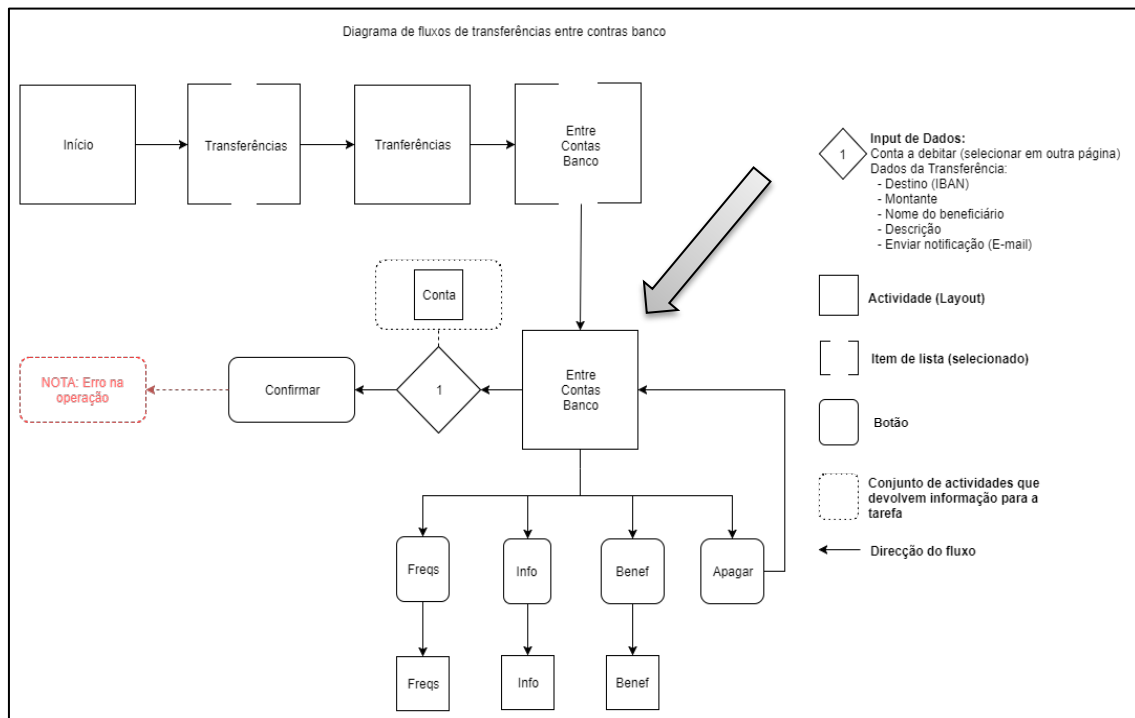 Diagrama de fluxos de transferências entre contras banco
Início
Transferências
Tranferências
Entre
Contas
Banco
1
Input de Dados:
Conta a debitar (selecionar em outra página)
Dados da Transferência:
- Destino (IBAN)
- Montante
- Nome do beneficiário
- Descrição
- Enviar notificação (E-mail)
Actividade (Layout)
Item de lista (selecionado)
Botão
Conjunto de actividades que
devolvem informação para a
tarefa
Direcção do fluxo
Conta
NOTA: Erro na
operação
Confirmar
1
Entre
Contas
Banco
Freqs
Info
Benef
Apagar
Freqs
Info
Benef